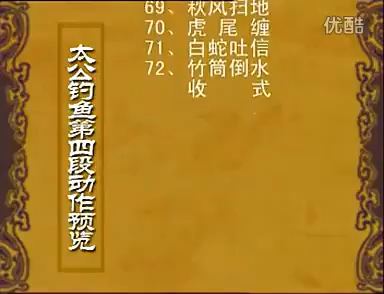 69、秋风扫地
70、虎尾缠
71、白蛇吐信
72、竹筒倒水
收式
太公钓鱼第四段动作预览
优酷